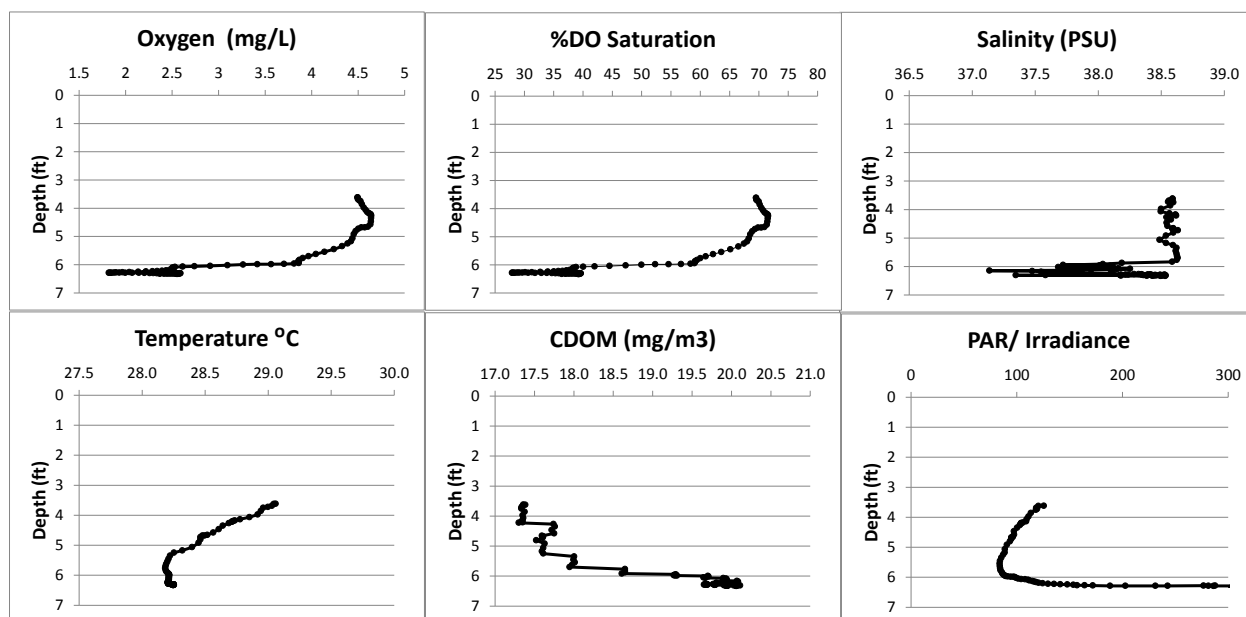 Oxygen (mg/L)
1.5 2 2.5 3 3.5 4 4.5 5
Depth (ft)
0
1
2
3
4
5
6
7
%DO Saturation
25 30 35 40 45 50 55 60 65 70 75 80
Depth (ft)
0
1
2
3
4
5
6
7
Salinity (PSU)
36.5 37.0 37.5 38.0 38.5 39.0
Depth (ft)
0
1
2
3
4
5
6
7
Temperature ᴼC
27.5 28.0 28.5 29.0 29.5 30.0
Depth (ft)
0
1
2
3
4
5
6
7
CDOM (mg/m3)
17.0 17.5 18.0 18.5 19.0 19.5 20.0 20.5 21.0
Depth (ft)
0
1
2
3
4
5
6
7
PAR/ Irradiance
0 100 200 300
Depth (ft)
0
1
2
3
4
5
6
7